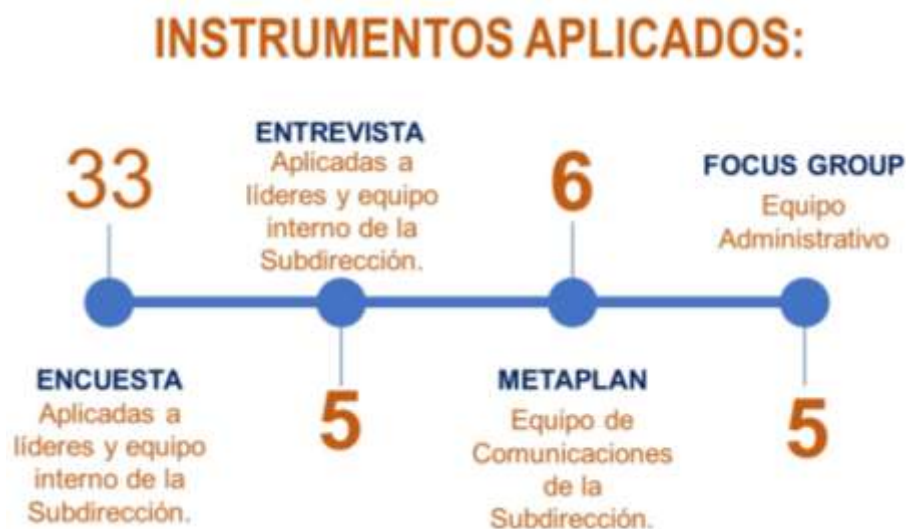 INSTRUMENTOS APLICADOS:
33
ENCUESTA
Aplicadas a
líderes y equipo
interno de la
Subdirección.
ENTREVISTA
Aplicadas a
líderes y equipo
interno de la
Subdirección.
5
6
METAPLAN
Equipo de
Comunicaciones
de la
Subdirección.
FOCUS GROUP
Equipo
Administrativo
5